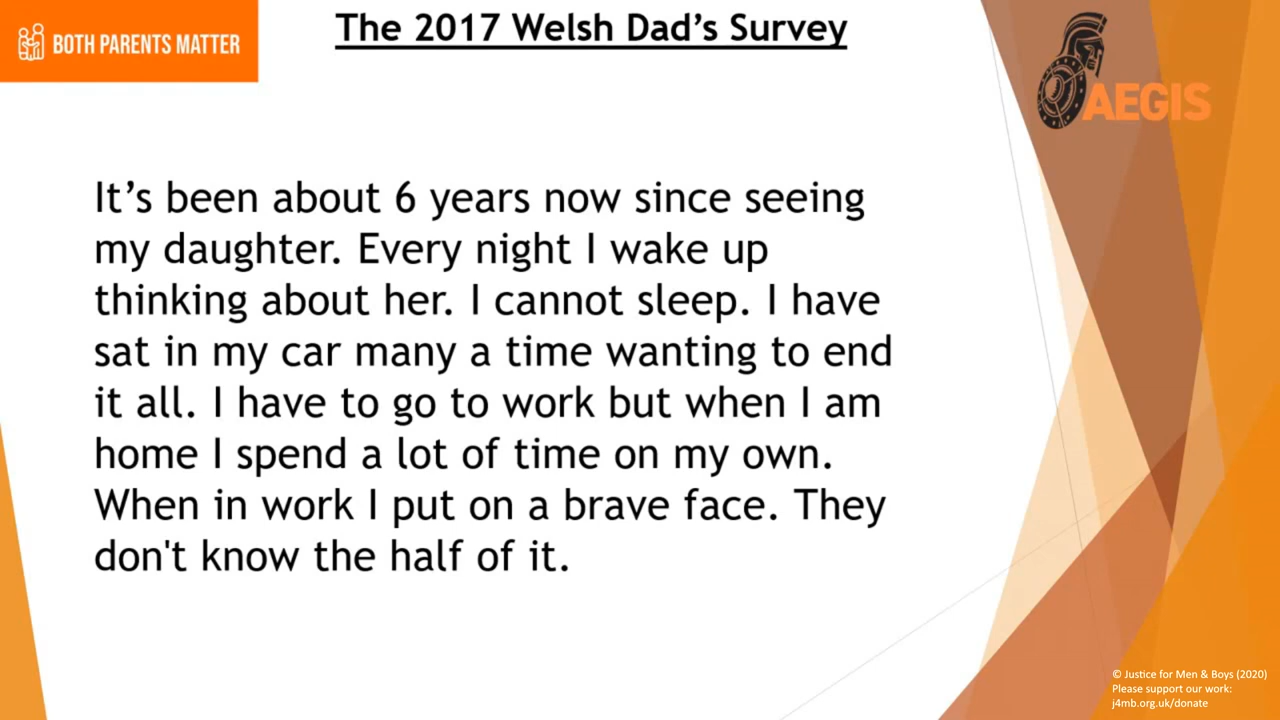 BOTH PARENTS MATTER
The 2017 Welsh Dad’s Survey
AEGIS
It’s been about 6 years now since seeing
my daughter. Every night I wake up
thinking about her. I cannot sleep. I have
sat in my car many a time wanting to end
it all. I have to go to work but when I am
home I spend a lot of time on my own.
When in work I put on a brave face. They
don't know the half of it.
© Justice for Men & Boys (2020)
Please support our work:
j4mb.org.uk/donate